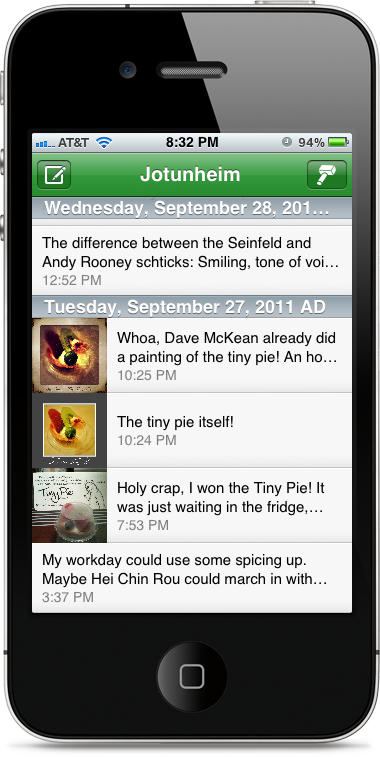 AT&T 8:32 PM 94%
Jotunheim
Wednesday, September 28, 201…
The difference between the Seinfeld and
Andy Rooney schticks: Smiling, tone of voi…
12:52 PM
Tuesday, September 27, 2011 AD
Whoa, Dave McKean already did
a painting of the tiny pie! An ho…
10:25 PM
The tiny pie itself!
10:24 PM
Tiny Pie
Holy crap, I won the Tiny Pie! It
was just waiting in the fridge,…
7:53 PM
My workday could use some spicing up.
Maybe Hei Chin Rou could march in with…
3:37 PM